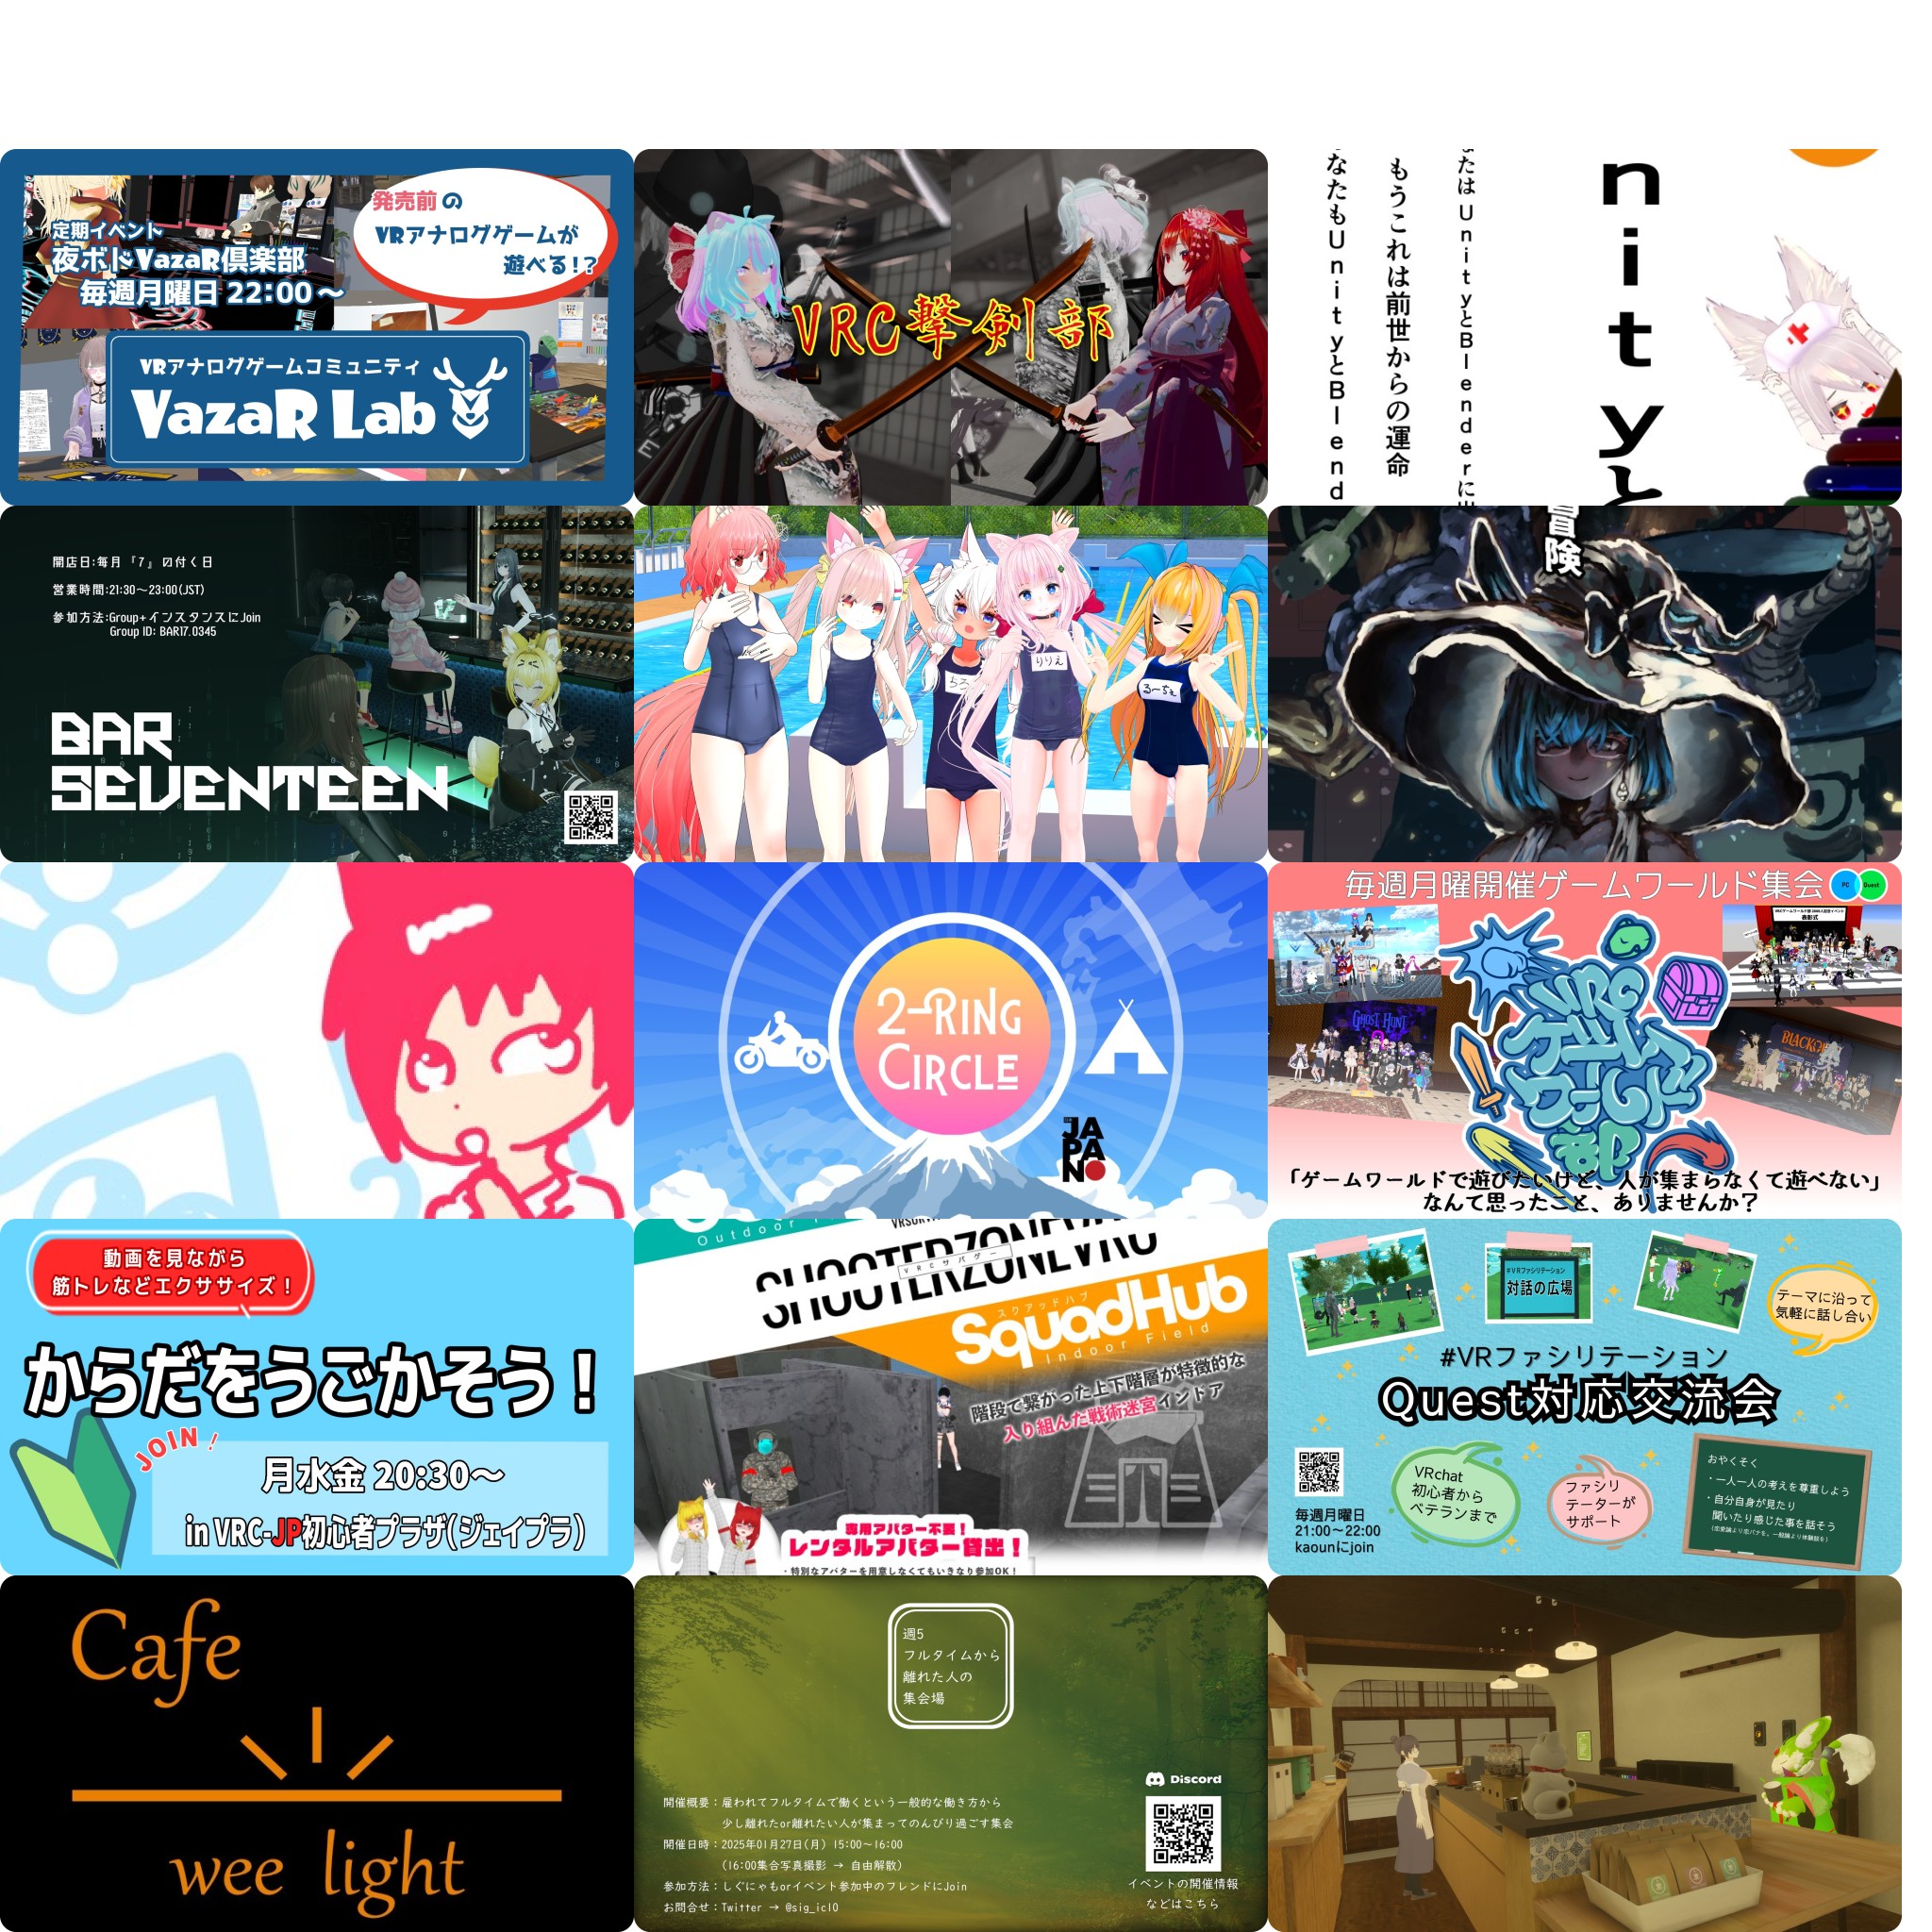 定期イベント
夜ボドVazaR倶楽部
毎週月曜日 22:00～
発売前の
VRアナログゲームが
遊べる!?
VRアナログゲームコミュニティ
VazaR Lab
VRC撃剣部
nityと
たはUnityとBlenderに
もうこれは前世からの運命
なたもUnityとBlend
開店日:毎月『7』の付く日
営業時間:21:30～23:00(JST)
参加方法:Group+インスタンスにJoin
Group ID: BAR17.0345
BAR
SEVENTEEN
りりえ
るーちぇ
冒険
2-RING
CIRCLE
JA
PA
N
毎週月曜開催ゲームワールド集会
PC
Quest
GHOST HUNT
VRC
ゲーム
ワールド
部
「ゲームワールドで遊びたいけど、人が集まらなくて遊べない」
なんて思ったこと、ありませんか？
動画を見ながら
筋トレなどエクササイズ！
からだをうごかそう！
JOIN!
月水金 20:30～
in VRC-JP初心者プラザ(ジェイプラ)
Outdoor
SHOOTERZONEVRC
VRCサバゲー
スクアッドハブ
SquadHub
Indoor Field
階段で繋がった上下階層が特徴的な
入り組んだ戦術迷宮インドア
専用アバター不要！
レンタルアバター貸出！
・特別なアバターを用意しなくてもいきなり参加OK！
#VRファシリテーション
対話の広場
テーマに沿って
気軽に話し合い
#VRファシリテーション
Quest対応交流会
毎週月曜日
21:00～22:00
kaounにjoin
VRchat
初心者から
ベテランまで
ファシリ
テーターが
サポート
おやくそく
・一人一人の考えを尊重しよう
・自分自身が見たり
聞いたり感じた事を話そう
Cafe
wee light
週5
フルタイムから
離れた人の
集会場
開催概要：雇われてフルタイムで働くという一般的な働き方から
少し離れたor離れたい人が集まってのんびり過ごす集会
開催日時：2025年01月27日(月) 15:00～16:00
(16:00集合写真撮影 → 自由解散)
参加方法：しぐにゃもorイベント参加中のフレンドにJoin
お問合せ：Twitter → @sig_icl0
Discord
イベントの開催情報
などはこちら